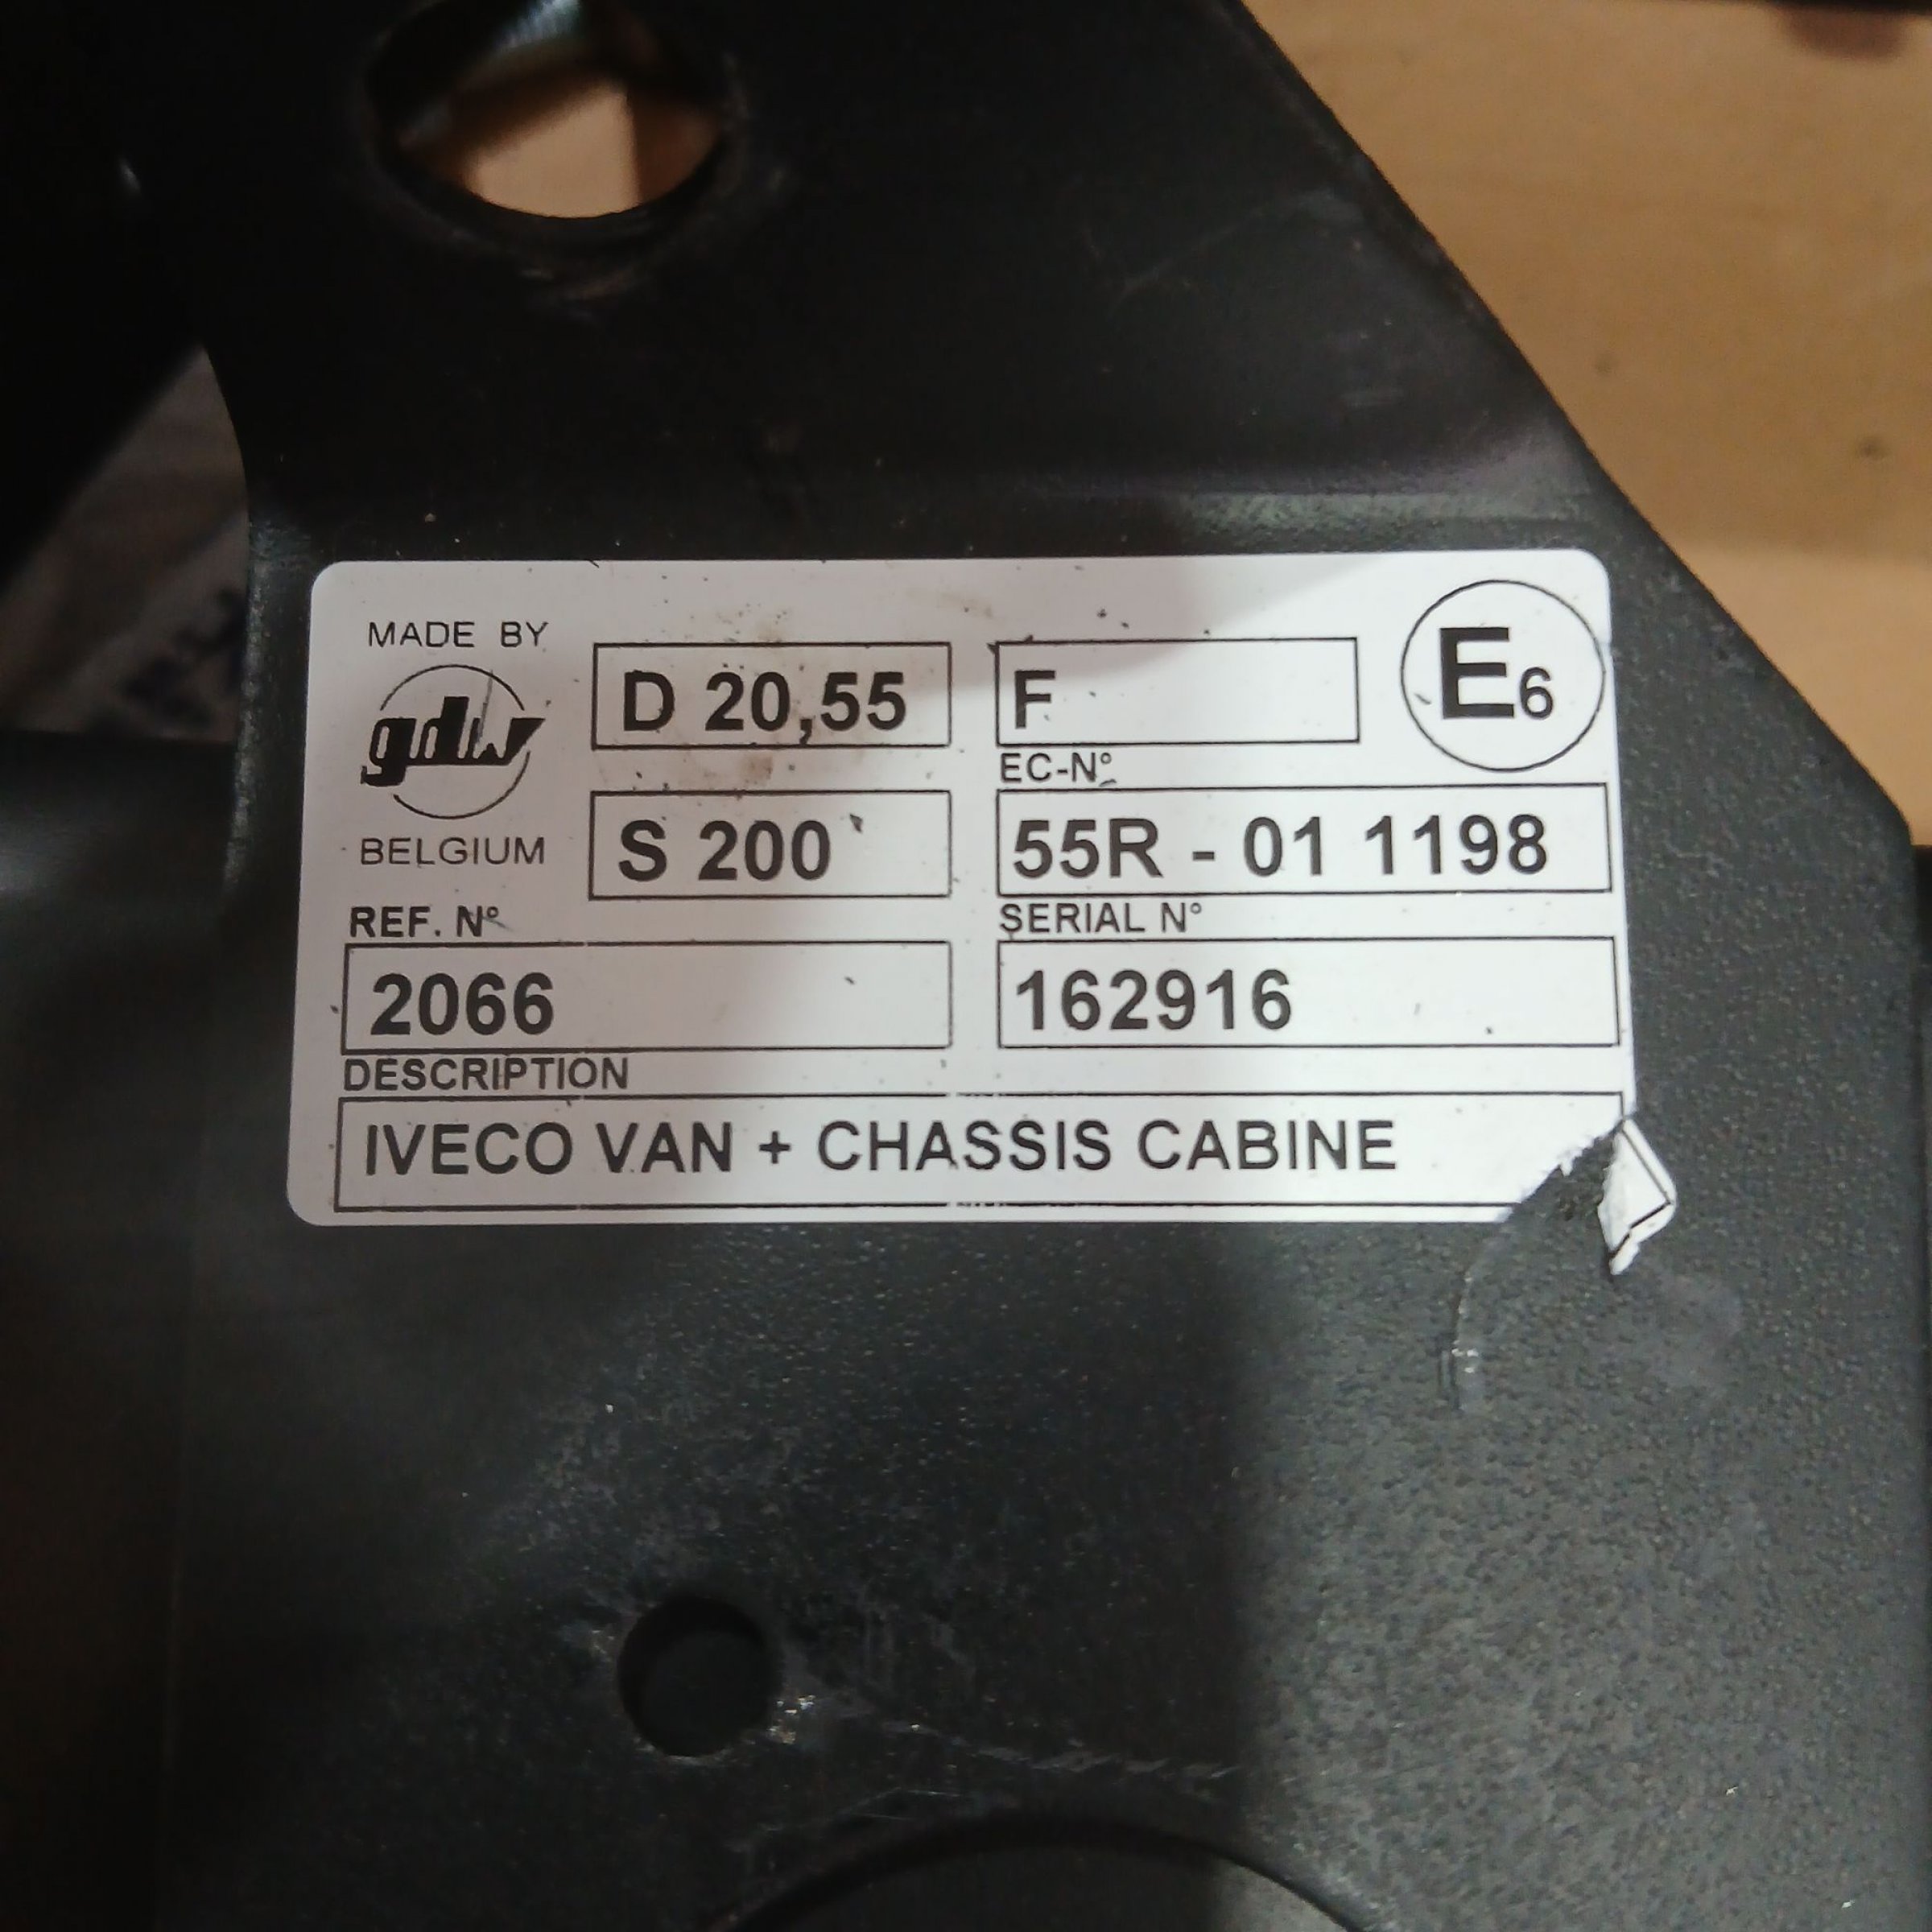 MADE BY
gdw
BELGIUM
D 20,55
F
E6
S 200
EC-N°
55R - 01 1198
REF. N°
2066
SERIAL N°
162916
DESCRIPTION
IVECO VAN + CHASSIS CABINE